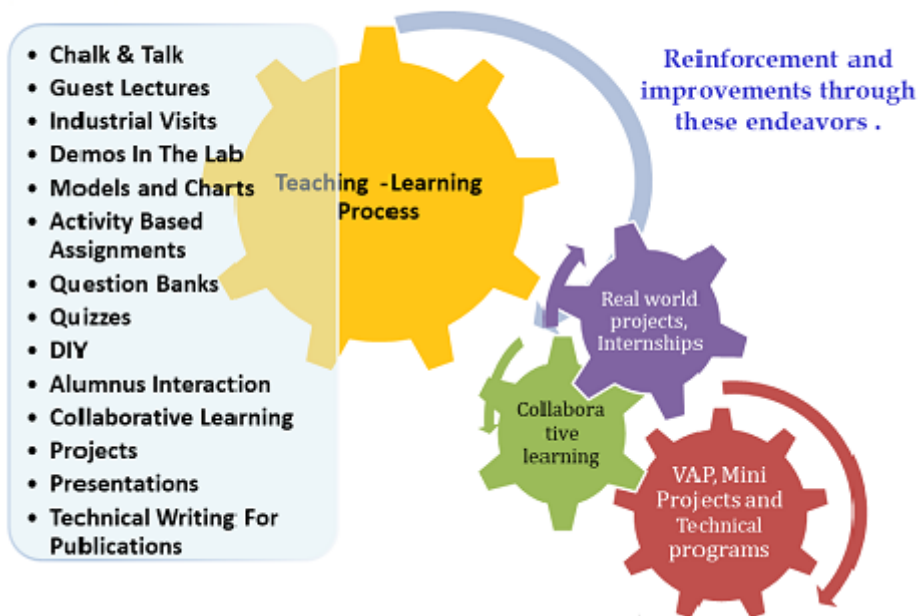 • Chalk & Talk
• Guest Lectures
• Industrial Visits
• Demos In The Lab
• Models and Charts
• Activity Based
Assignments
• Question Banks
• Quizzes
• DIY
• Alumnus Interaction
• Collaborative Learning
• Projects
• Presentations
• Technical Writing For
Publications
Teaching -Learning
Process
Reinforcement and
improvements through
these endeavors .
Real world
projects,
Internships
Collabora
tive
learning
VAP, Mini
Projects and
Technical
programs